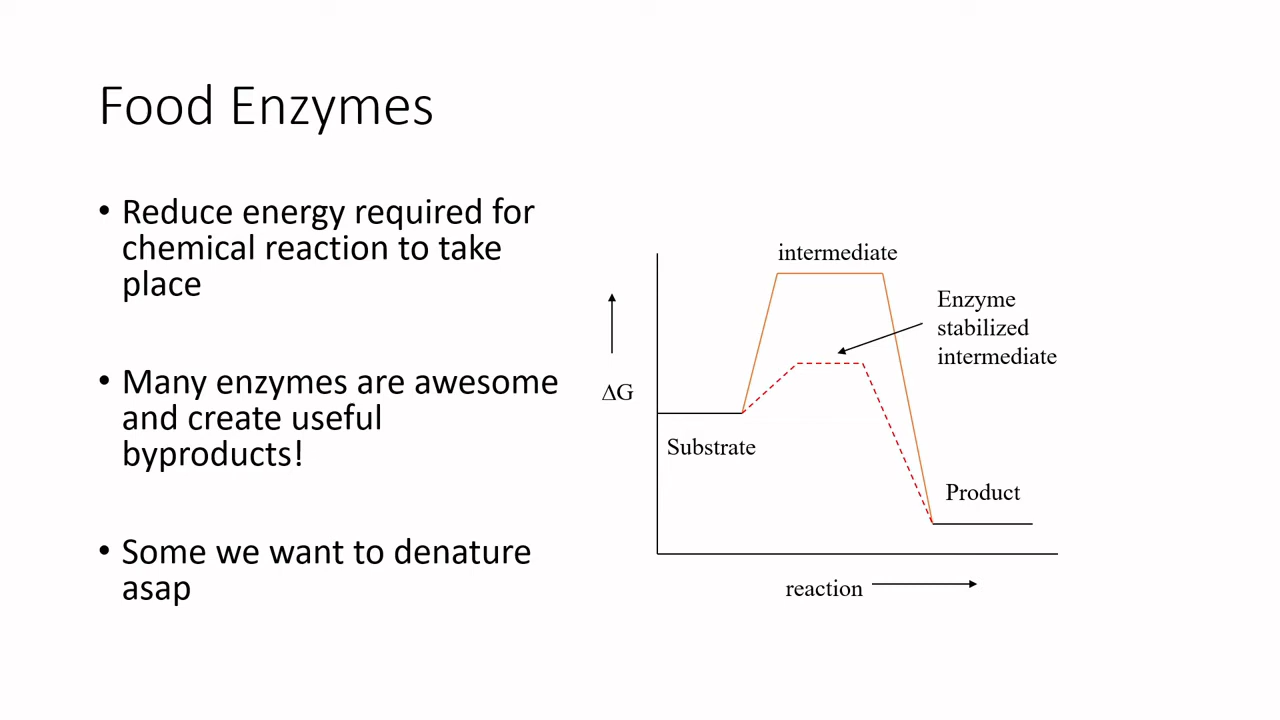 Food Enzymes
• Reduce energy required for
chemical reaction to take
place
• Many enzymes are awesome
and create useful
byproducts!
• Some we want to denature
asap
intermediate
Enzyme
stabilized
intermediate
ΔG
Substrate
Product
reaction